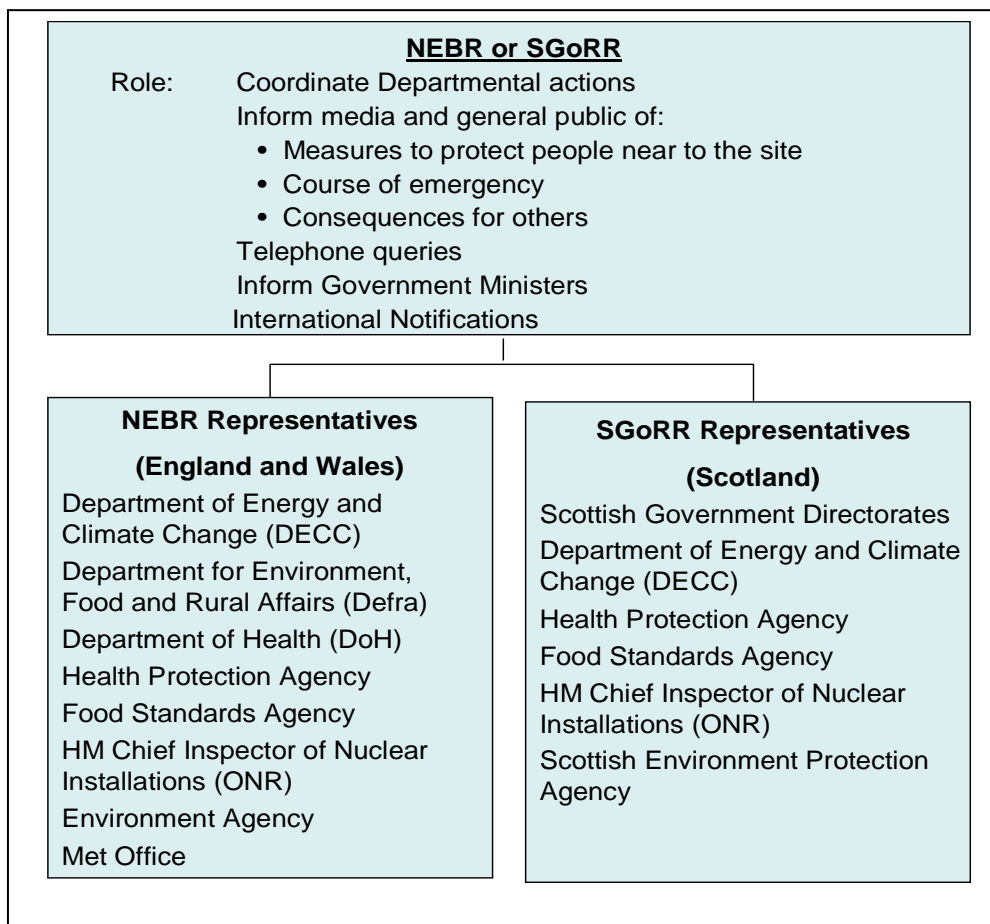 NEBR or SGoRR
Role: Coordinate Departmental actions
Inform media and general public of:
• Measures to protect people near to the site
• Course of emergency
• Consequences for others
Telephone queries
Inform Government Ministers
International Notifications
NEBR Representatives
(England and Wales)
Department of Energy and
Climate Change (DECC)
Department for Environment,
Food and Rural Affairs (Defra)
Department of Health (DoH)
Health Protection Agency
Food Standards Agency
HM Chief Inspector of Nuclear
Installations (ONR)
Environment Agency
Met Office
SGoRR Representatives
(Scotland)
Scottish Government Directorates
Department of Energy and Climate
Change (DECC)
Health Protection Agency
Food Standards Agency
HM Chief Inspector of Nuclear
Installations (ONR)
Scottish Environment Protection
Agency